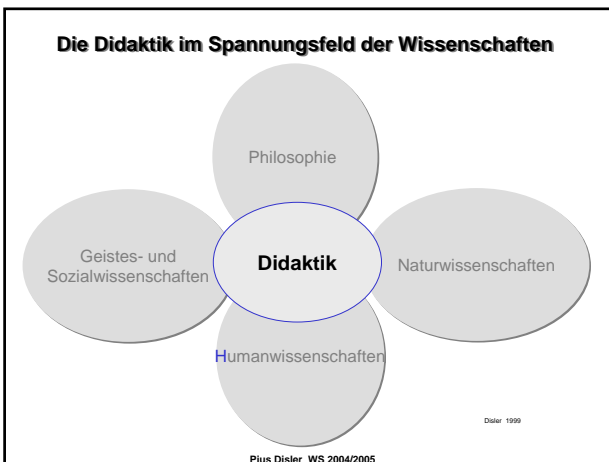 Die Didaktik im Spannungsfeld der Wissenschaften
Philosophie
Geistes- und
Sozialwissenschaften
Didaktik
Naturwissenschaften
Humanwissenschaften
Disler 1999
Pius Disler WS 2004/2005